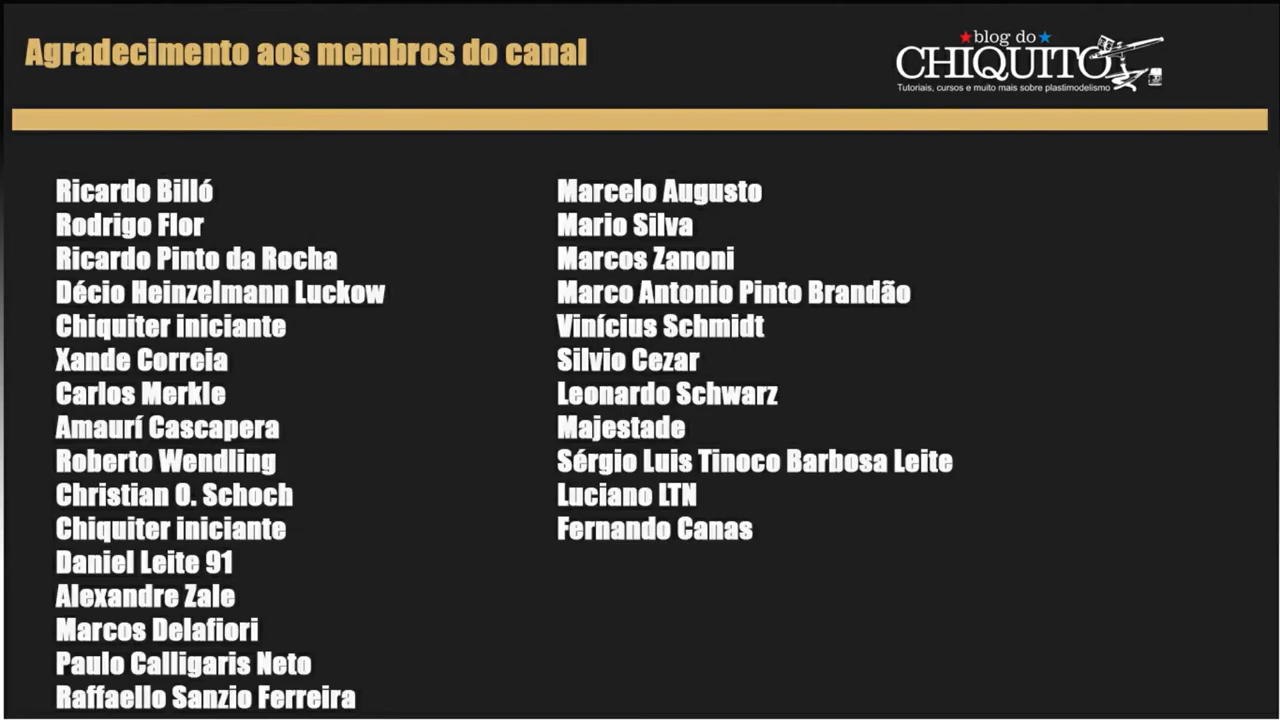 Agradecimento aos membros do canal
blog do
CHIQUITO
Tutoriais, cursos e muito mais sobre plastimodelismo
Ricardo Billó
Rodrigo Flor
Ricardo Pinto da Rocha
Décio Heinzelmann Luckow
Chiquiter iniciante
Xande Correia
Carlos Merkle
Amaurí Cascapera
Roberto Wendling
Christian O. Schoch
Chiquiter iniciante
Daniel Leite 91
Alexandre Zale
Marcos Delafiori
Paulo Calligaris Neto
Raffaello Sanzio Ferreira
Marcelo Augusto
Mario Silva
Marcos Zanoni
Marco Antonio Pinto Brandão
Vinícius Schmidt
Silvio Cezar
Leonardo Schwarz
Majestade
Sérgio Luis Tinoco Barbosa Leite
Luciano LTN
Fernando Canas